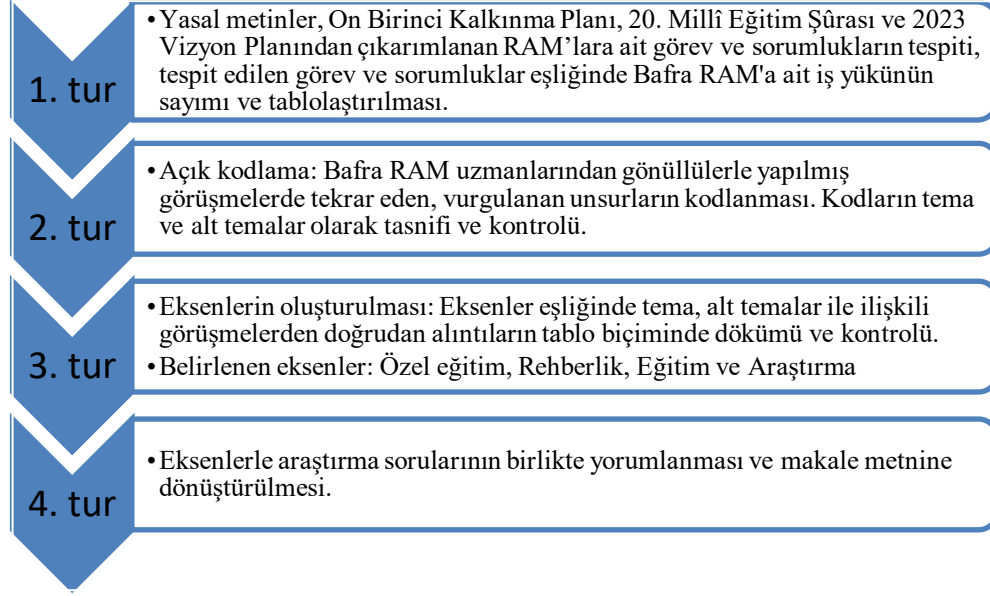 1. tur
•Yasal metinler, On Birinci Kalkınma Planı, 20. Millî Eğitim Şûrası ve 2023
Vizyon Planından çıkarımlanan RAM’lara ait görev ve sorumlukların tespiti,
tespit edilen görev ve sorumluklar eşliğinde Bafra RAM'a ait iş yükünün
sayımı ve tablolaştırılması.
2. tur
•Açık kodlama: Bafra RAM uzmanlarından gönüllülerle yapılmış
görüşmelerde tekrar eden, vurgulanan unsurların kodlanması. Kodların tema
ve alt temalar olarak tasnifi ve kontrolü.
3. tur
•Eksenlerin oluşturulması: Eksenler eşliğinde tema, alt temalar ile ilişkili
görüşmelerden doğrudan alıntıların tablo biçiminde dökümü ve kontrolü.
•Belirlenen eksenler: Özel eğitim, Rehberlik, Eğitim ve Araştırma
4. tur
•Eksenlerle araştırma sorularının birlikte yorumlanması ve makale metnine
dönüştürülmesi.